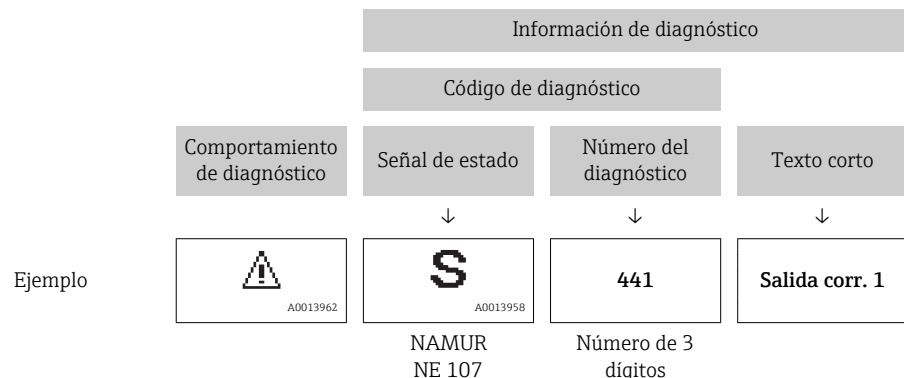 Información de diagnóstico
Código de diagnóstico
Comportamiento
de diagnóstico
Señal de estado
Número del
diagnóstico
Texto corto
↓ ↓ ↓
Ejemplo
A0013962
S
A0013958
441
Salida corr. 1
NAMUR
NE 107
Número de 3
dígitos